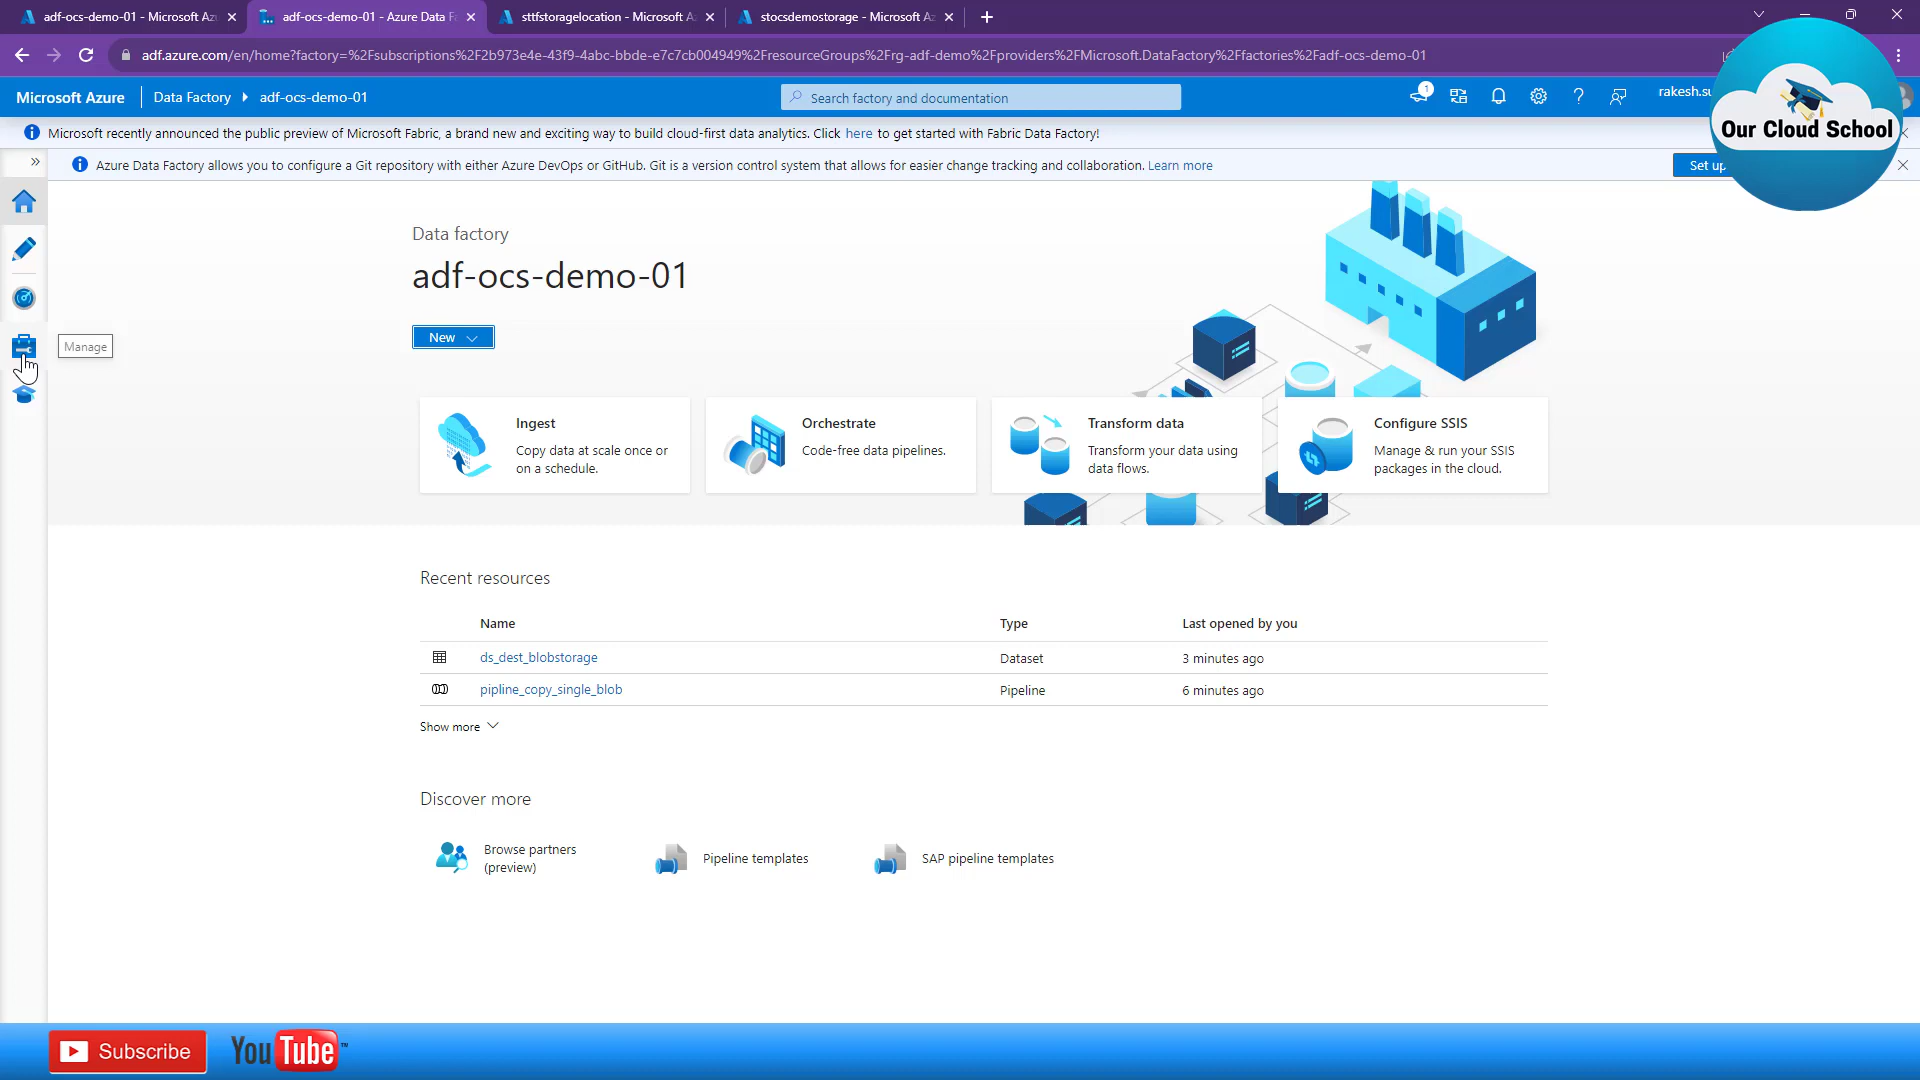 adf-ocs-demo-01 - Microsoft Az
adf-ocs-demo-01 - Azure Data Fa
sttfstoragelocation - Microsoft A
stocsdemostorage - Microsoft Az
adf.azure.com/en/home?factory=%2Fsubscriptions%2F2b973e4e-43f9-4abc-bbde-e7c7cb004949%2FresourceGroups%2Frg-adf-demo%2Fproviders%2FMicrosoft.DataFactory%2Ffactories%2Fadf-ocs-demo-01
Microsoft Azure
Data Factory
adf-ocs-demo-01
Search factory and documentation
1
rakesh.su
Our Cloud School
Microsoft recently announced the public preview of Microsoft Fabric, a brand new and exciting way to build cloud-first data analytics. Click here to get started with Fabric Data Factory!
Azure Data Factory allows you to configure a Git repository with either Azure DevOps or GitHub. Git is a version control system that allows for easier change tracking and collaboration. Learn more
Set up
Manage
Data factory
adf-ocs-demo-01
New
Ingest
Copy data at scale once or
on a schedule.
Orchestrate
Code-free data pipelines.
Transform data
Transform your data using
data flows.
Configure SSIS
Manage & run your SSIS
packages in the cloud.
Recent resources
Name Type Last opened by you
ds_dest_blobstorage Dataset 3 minutes ago
pipline_copy_single_blob Pipeline 6 minutes ago
Show more
Discover more
Browse partners
(preview)
Pipeline templates
SAP pipeline templates
Subscribe
YouTube
TM